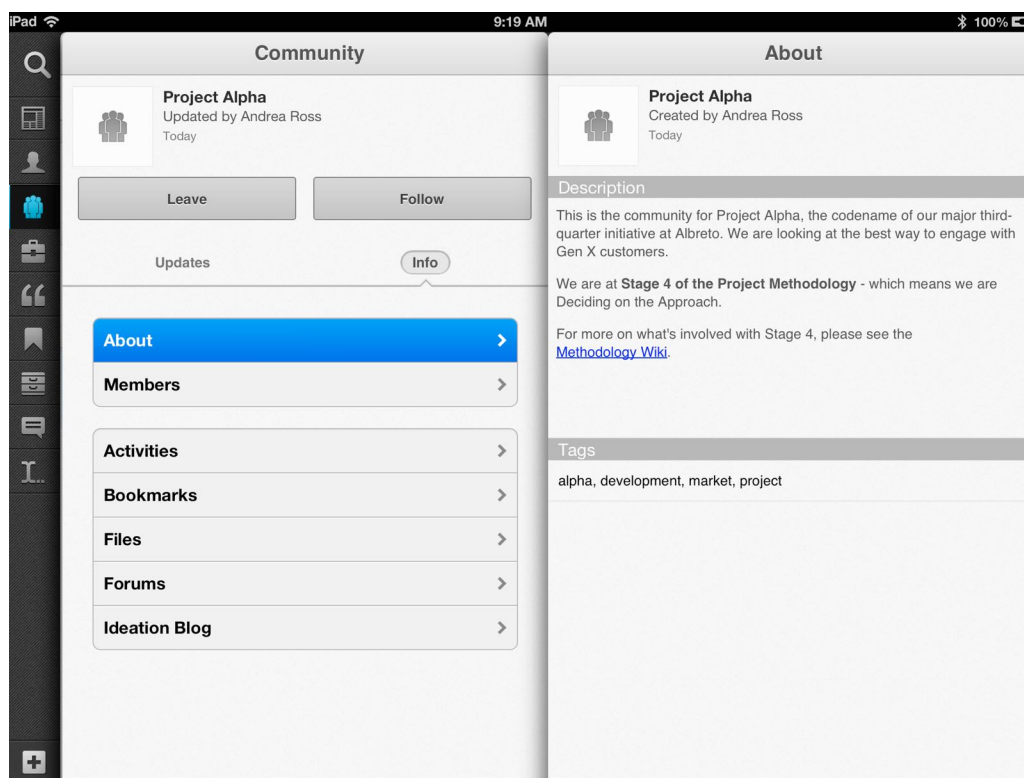 iPad 9:19 AM 100%
Community
Project Alpha
Updated by Andrea Ross
Today
Leave Follow
Updates Info
About
Members
Activities
Bookmarks
Files
Forums
Ideation Blog
About
Project Alpha
Created by Andrea Ross
Today
Description
This is the community for Project Alpha, the codename of our major third-
quarter initiative at Albreto. We are looking at the best way to engage with
Gen X customers.
We are at Stage 4 of the Project Methodology - which means we are
Deciding on the Approach.
For more on what's involved with Stage 4, please see the
Methodology Wiki.
Tags
alpha, development, market, project